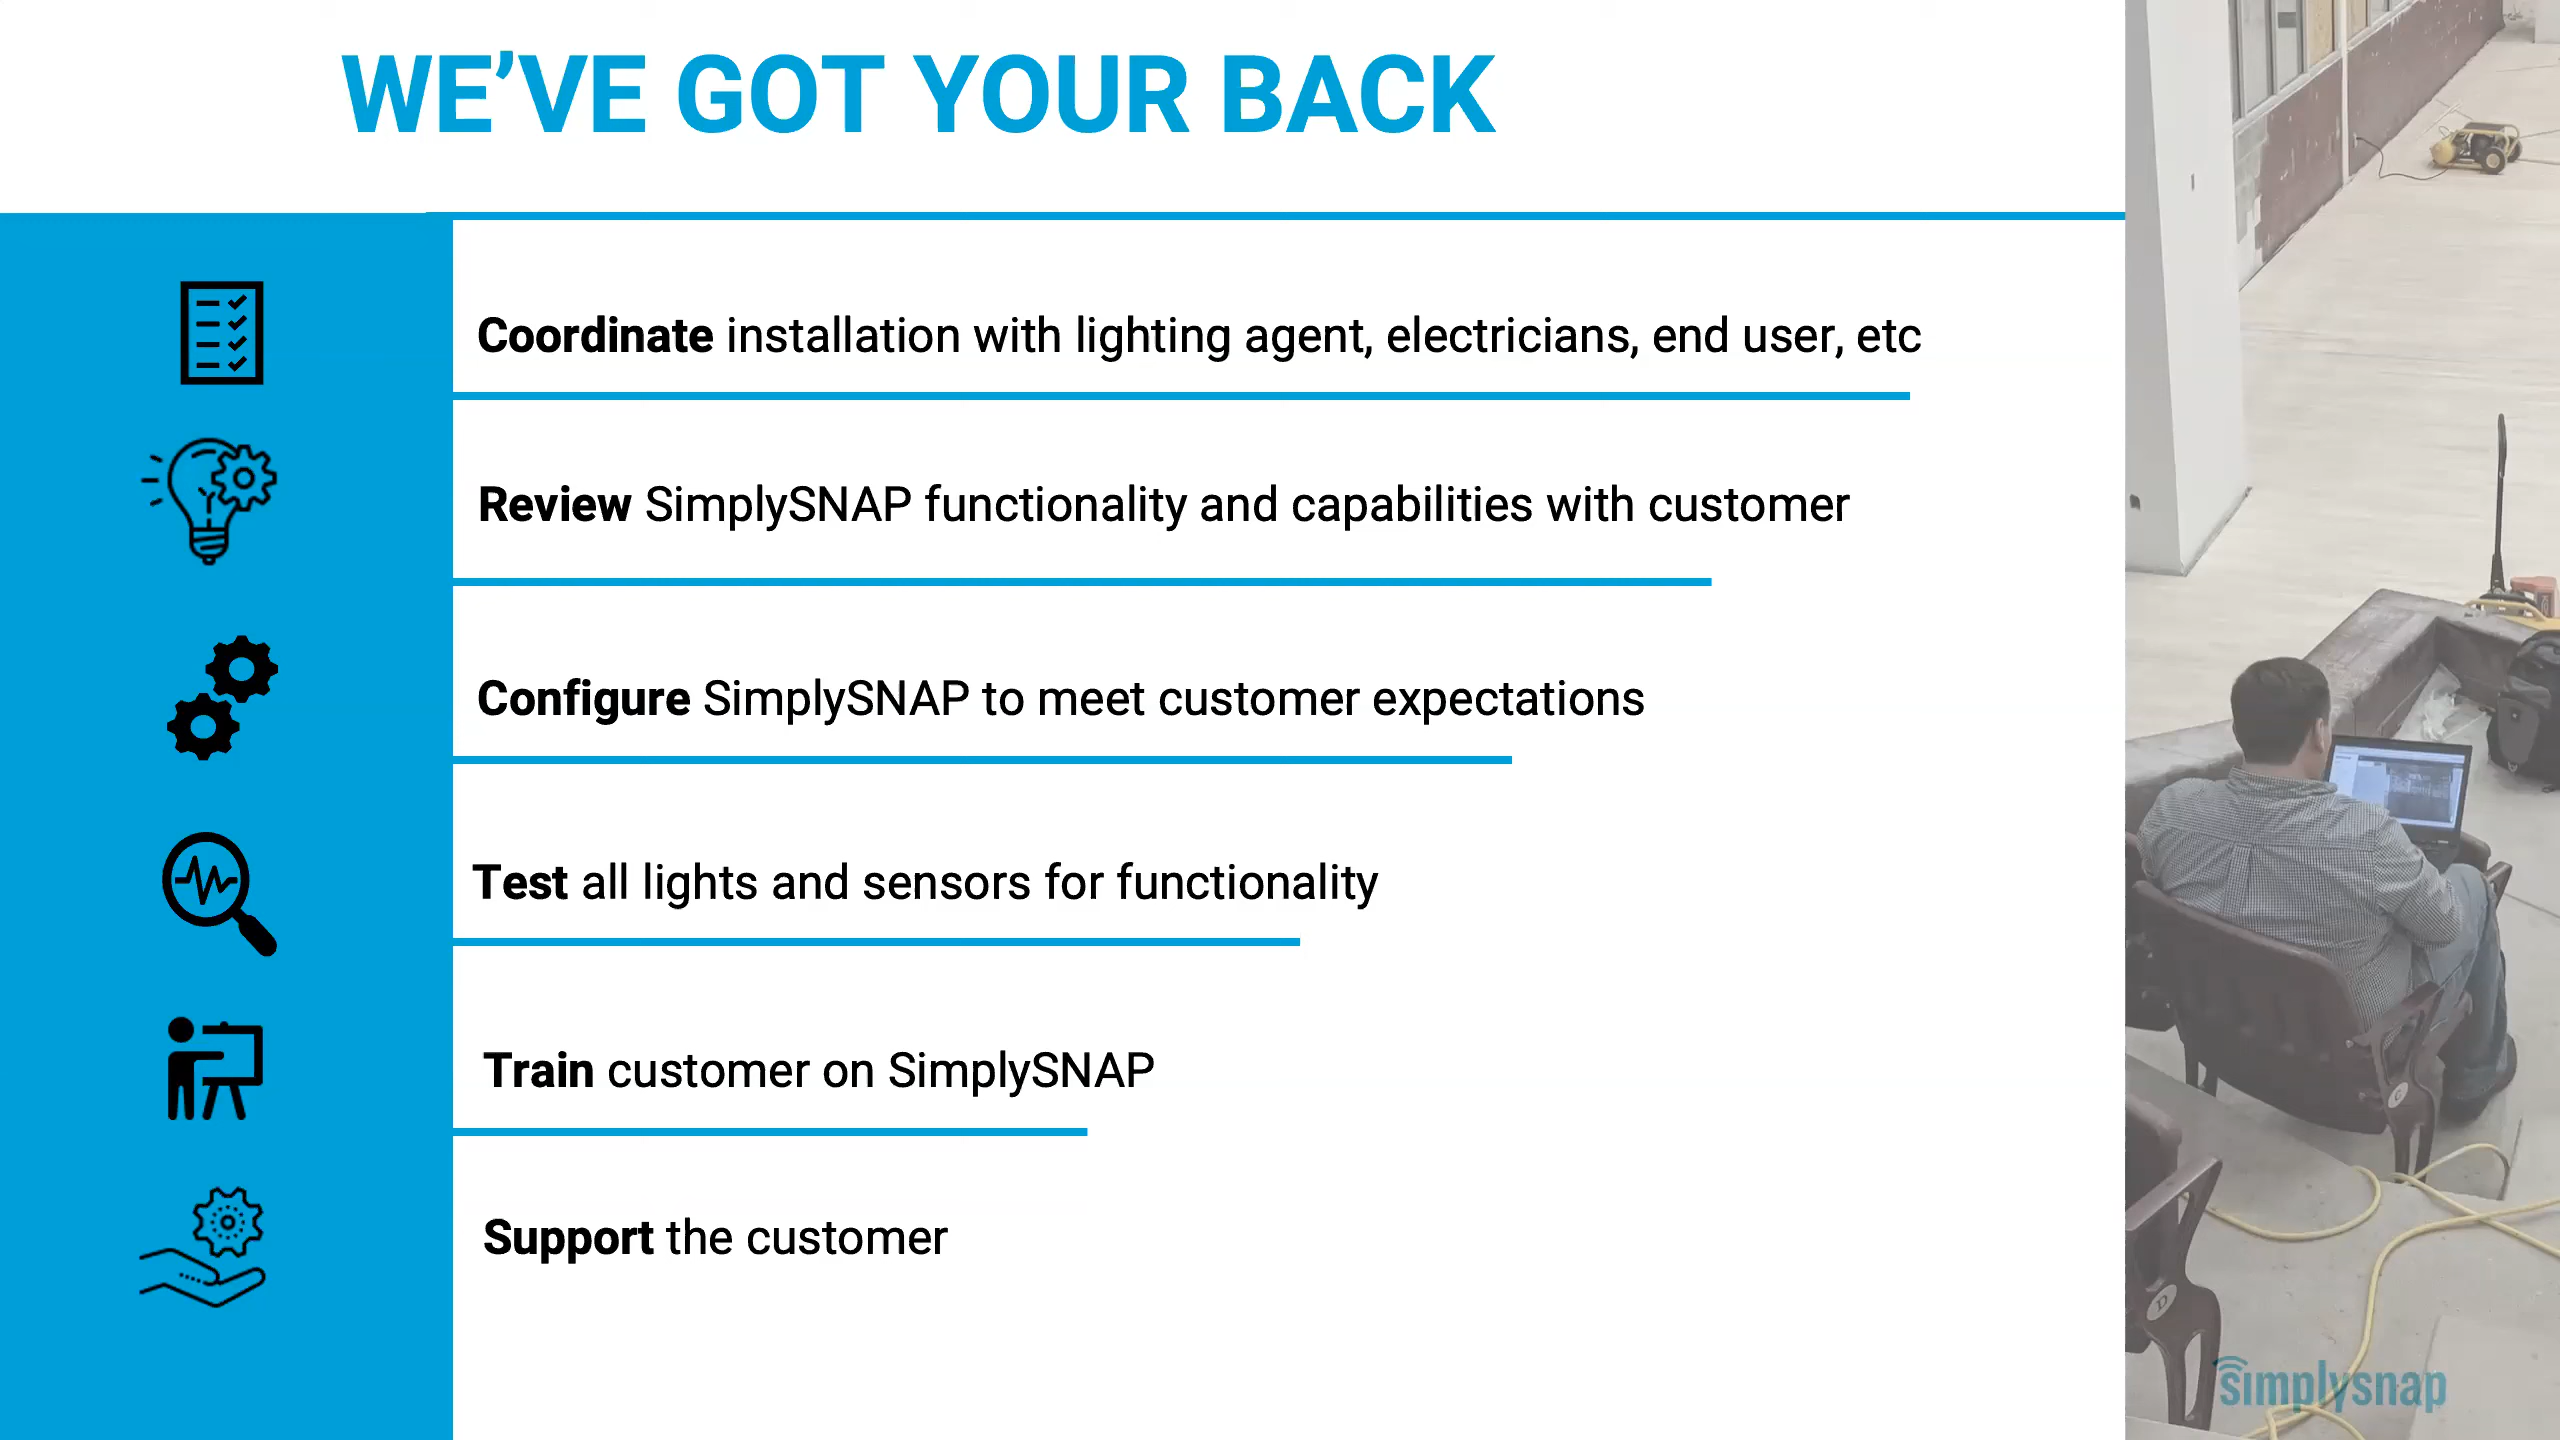 WE’VE GOT YOUR BACK
Coordinate installation with lighting agent, electricians, end user, etc
Review SimplySNAP functionality and capabilities with customer
Configure SimplySNAP to meet customer expectations
Test all lights and sensors for functionality
Train customer on SimplySNAP
Support the customer
C
D
simplysnap